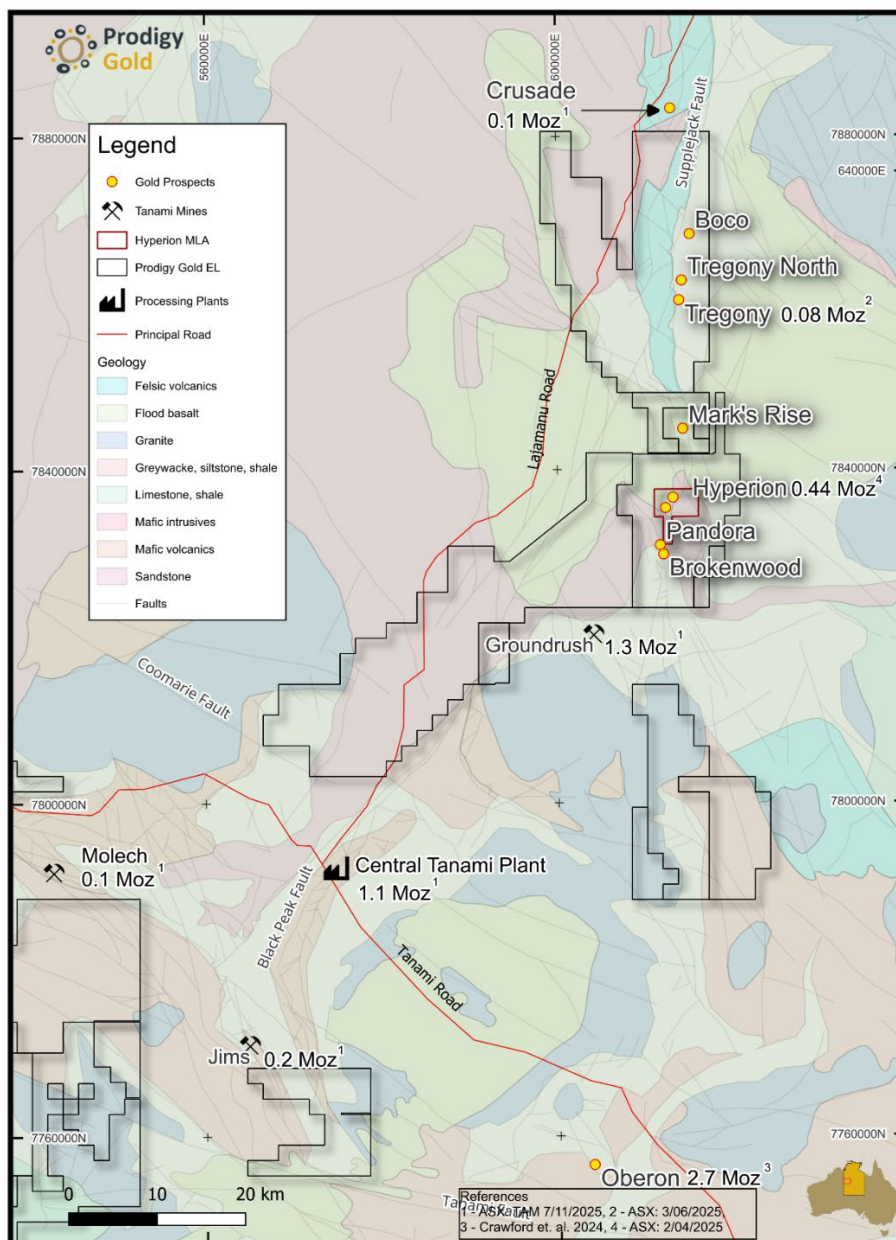 Prodigy
Gold
560000E
600000E
Crusade
0.1 Moz¹
Supplejack Fault
7880000N
7880000N
640000E
Legend
Gold Prospects
Tanami Mines
Hyperion MLA
Prodigy Gold EL
Processing Plants
Principal Road
Geology
Felsic volcanics
Flood basalt
Granite
Greywacke, siltstone, shale
Limestone, shale
Mafic intrusives
Mafic volcanics
Sandstone
Faults
Boco
Tregony North
Tregony 0.08 Moz²
Lajamanu Road
Mark's Rise
7840000N
7840000N
Hyperion 0.44 Moz⁴
Pandora
Brokenwood
Groundrush 1.3 Moz¹
Coomarie Fault
7800000N
7800000N
Molech
0.1 Moz¹
Central Tanami Plant
1.1 Moz¹
Black Peak Fault
Tanami Road
Jims 0.2 Moz¹
7760000N
7760000N
Oberon 2.7 Moz³
0 10 20 km
Tanami Fault
References
1 - ASX: TAM 7/11/2025, 2 - ASX: 3/06/2025
3 - Crawford et. al. 2024, 4 - ASX: 2/04/2025